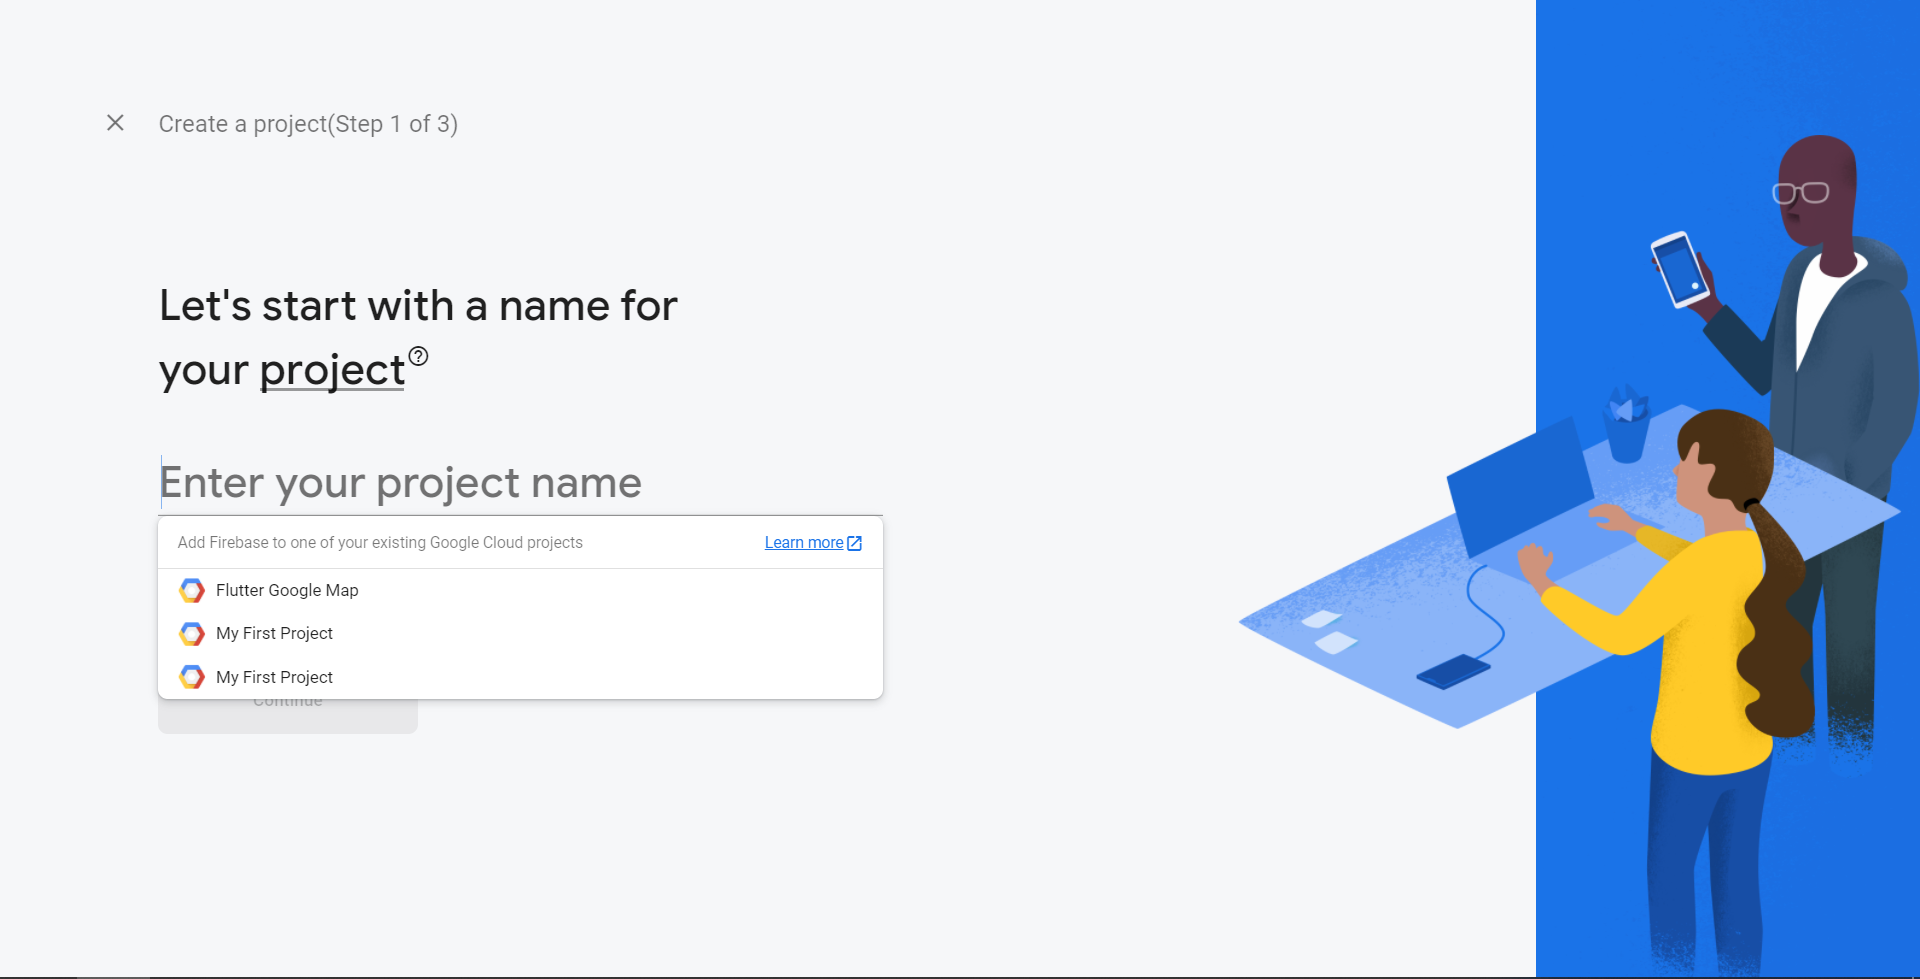 Create a project(Step 1 of 3)
Let's start with a name for
your project
Enter your project name
Add Firebase to one of your existing Google Cloud projects Learn more
Flutter Google Map
My First Project
My First Project
Continue